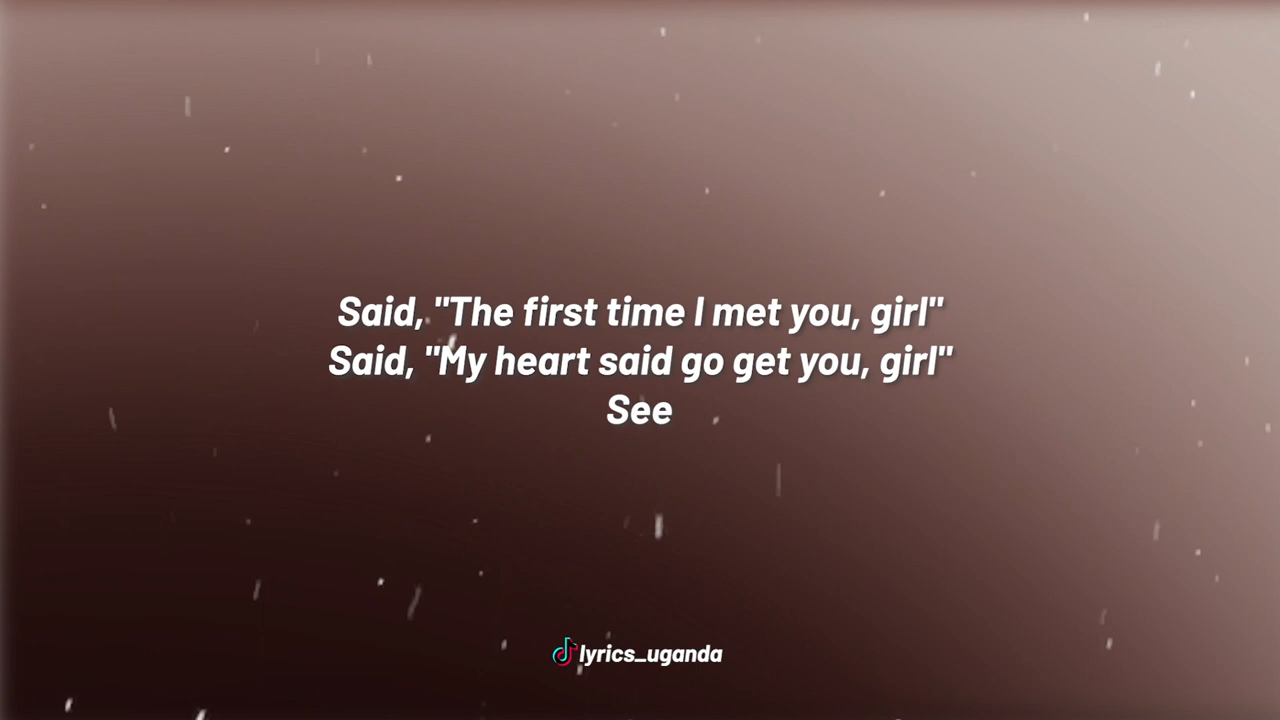 Said, "The first time I met you, girl"
Said, "My heart said go get you, girl"
See
lyrics_uganda